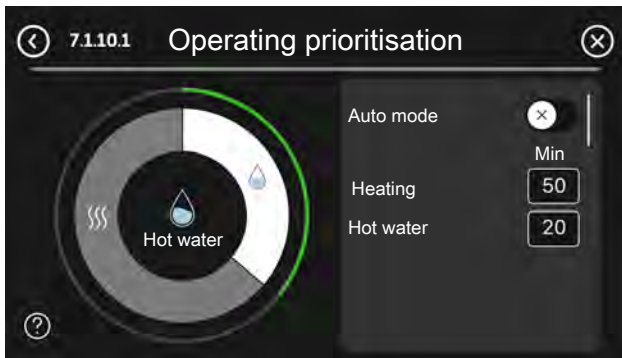 7.1.10.1 Operating prioritisation
Auto mode
Min
Heating 50
Hot water 20
Hot water
?